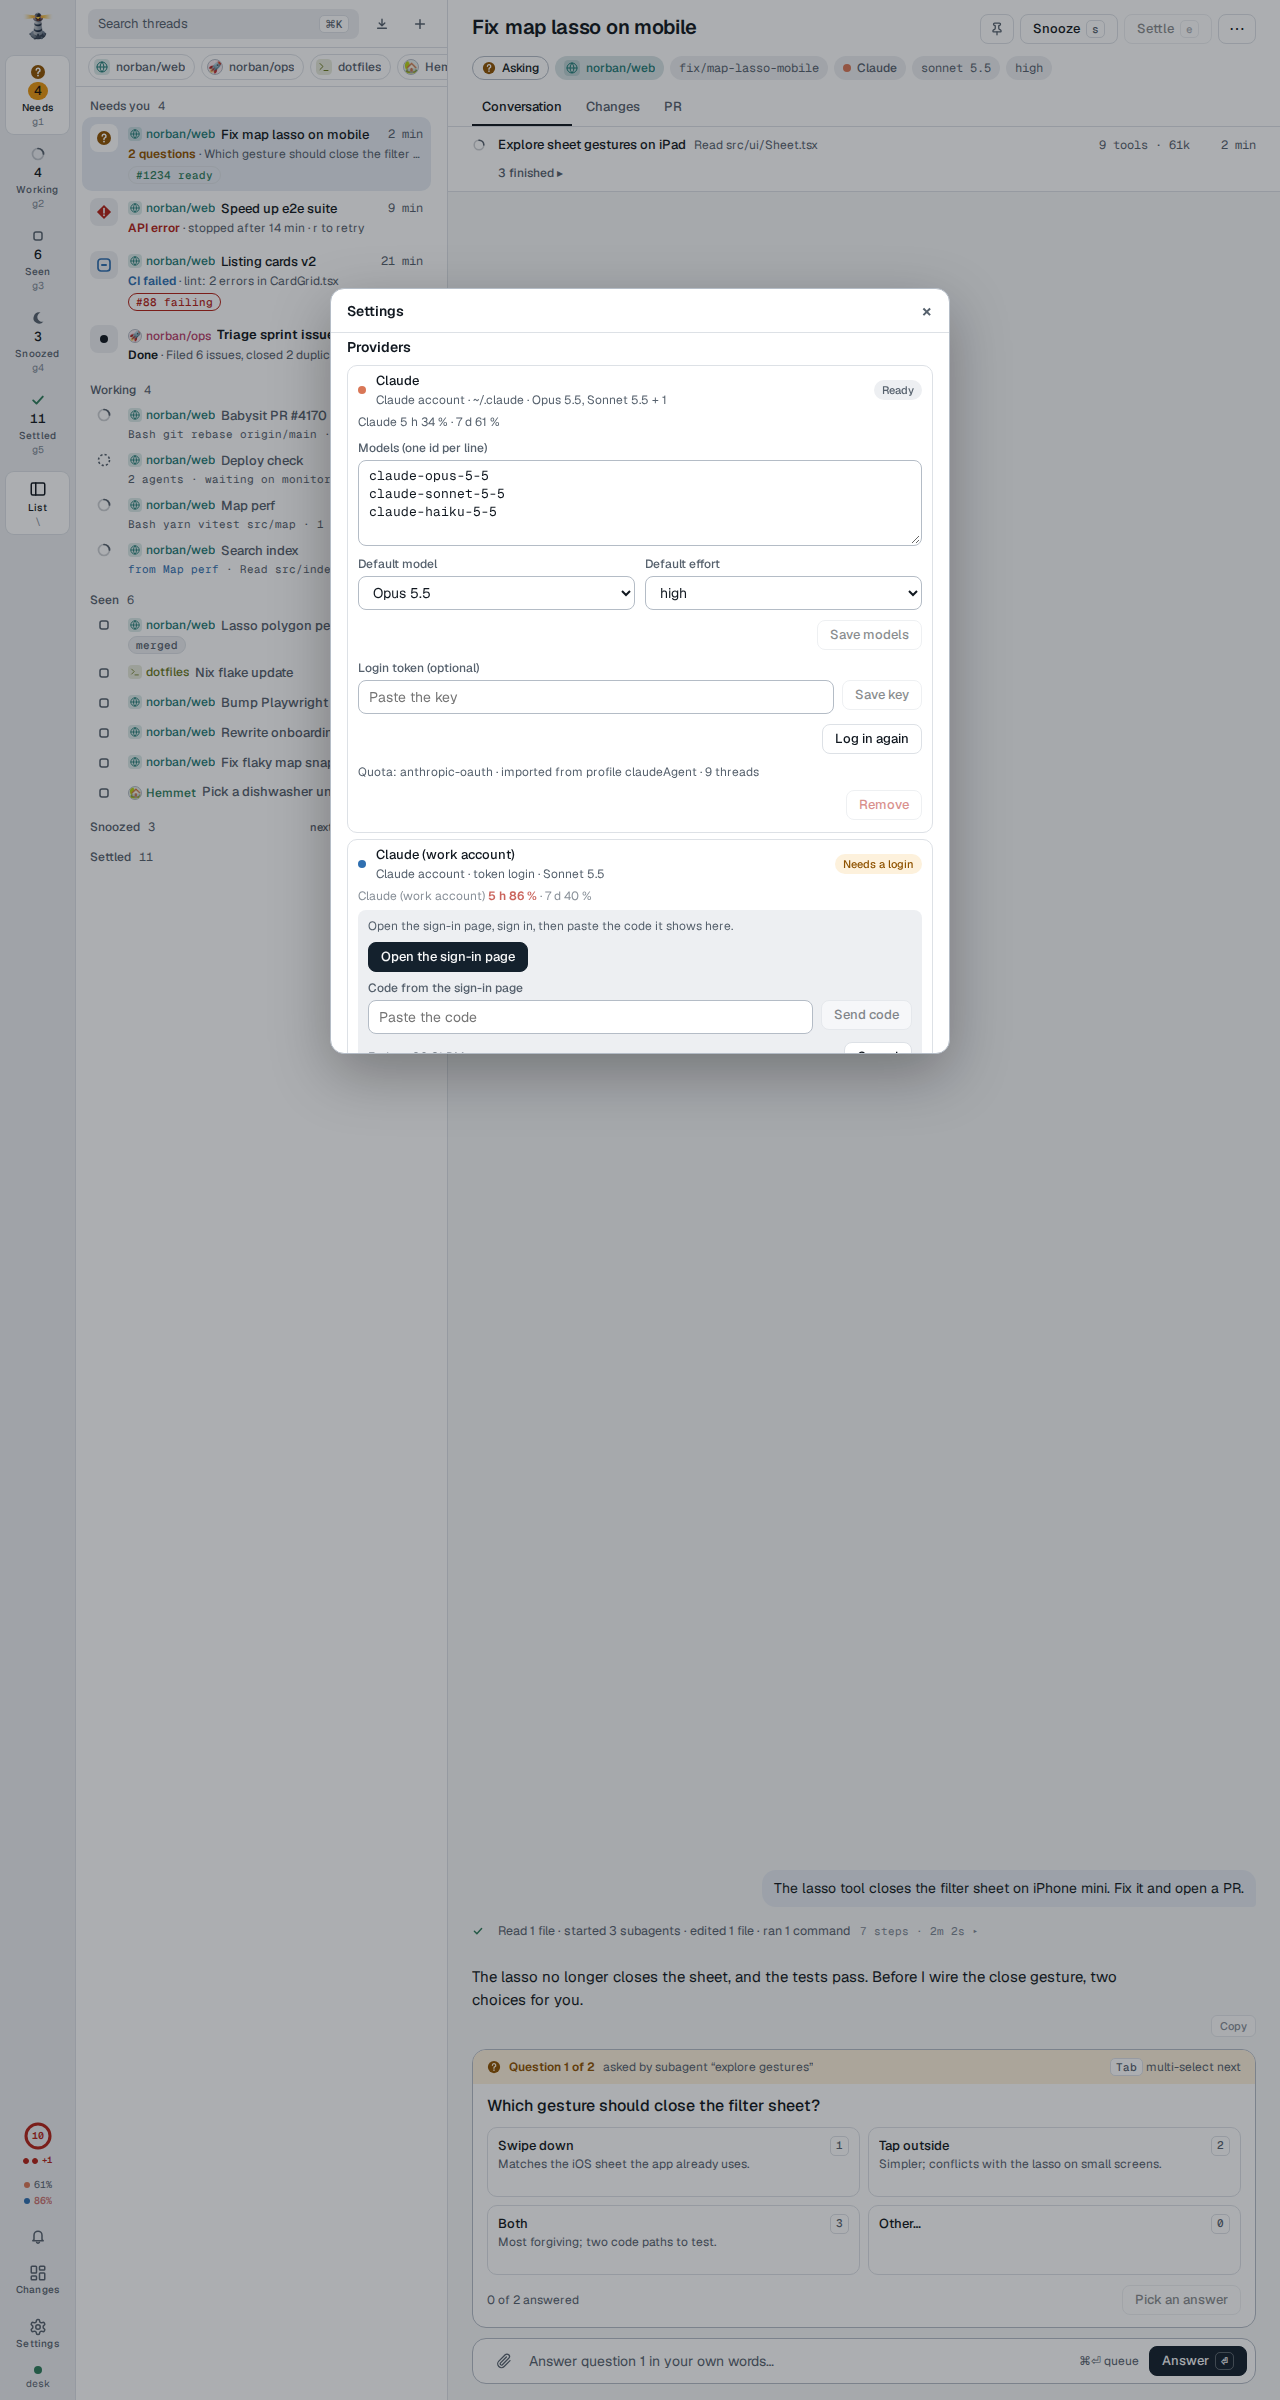 Search threads ⌘K
norban/web norban/ops dotfiles Hem
4
Needs
g1
4
Working
g2
6
Seen
g3
3
Snoozed
g4
11
Settled
g5
List
\
Needs you 4
norban/web Fix map lasso on mobile 2 min
2 questions · Which gesture should close the filter …
#1234 ready
norban/web Speed up e2e suite 9 min
API error · stopped after 14 min · r to retry
norban/web Listing cards v2 21 min
CI failed · lint: 2 errors in CardGrid.tsx
#88 failing
norban/ops Triage sprint issue
Done · Filed 6 issues, closed 2 duplic
Working 4
norban/web Babysit PR #4170
Bash git rebase origin/main ·
norban/web Deploy check
2 agents · waiting on monitor
norban/web Map perf
Bash yarn vitest src/map · 1
norban/web Search index
from Map perf · Read src/inde
Seen 6
norban/web Lasso polygon pe
merged
dotfiles Nix flake update
norban/web Bump Playwright
norban/web Rewrite onboardin
norban/web Fix flaky map snap
Hemmet Pick a dishwasher un
Snoozed 3 next
Settled 11
10
+1
61%
86%
Changes
Settings
desk
Fix map lasso on mobile
Snooze s Settle e ⋯
Asking norban/web fix/map-lasso-mobile Claude sonnet 5.5 high
Conversation Changes PR
Explore sheet gestures on iPad Read src/ui/Sheet.tsx 9 tools · 61k 2 min
3 finished ▸
Settings ×
Providers
Claude
Claude account · ~/.claude · Opus 5.5, Sonnet 5.5 + 1
Ready
Claude 5 h 34 % · 7 d 61 %
Models (one id per line)
claude-opus-5-5
claude-sonnet-5-5
claude-haiku-5-5
Default model Default effort
Opus 5.5 high
Save models
Login token (optional)
Paste the key Save key
Log in again
Quota: anthropic-oauth · imported from profile claudeAgent · 9 threads
Remove
Claude (work account)
Claude account · token login · Sonnet 5.5
Needs a login
Claude (work account) 5 h 86 % · 7 d 40 %
Open the sign-in page, sign in, then paste the code it shows here.
Open the sign-in page
Code from the sign-in page
Paste the code Send code
The lasso tool closes the filter sheet on iPhone mini. Fix it and open a PR.
Read 1 file · started 3 subagents · edited 1 file · ran 1 command 7 steps · 2m 2s ▸
The lasso no longer closes the sheet, and the tests pass. Before I wire the close gesture, two
choices for you.
Copy
Question 1 of 2 asked by subagent “explore gestures” Tab multi-select next
Which gesture should close the filter sheet?
Swipe down 1
Matches the iOS sheet the app already uses.
Tap outside 2
Simpler; conflicts with the lasso on small screens.
Both 3
Most forgiving; two code paths to test.
Other… 0
0 of 2 answered Pick an answer
Answer question 1 in your own words… ⌘⏎ queue Answer ⏎